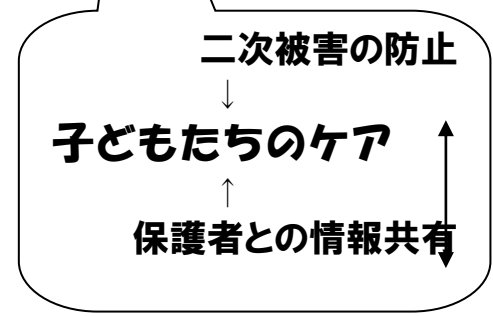 二次被害の防止
↓
子どもたちのケア
↑
保護者との情報共有